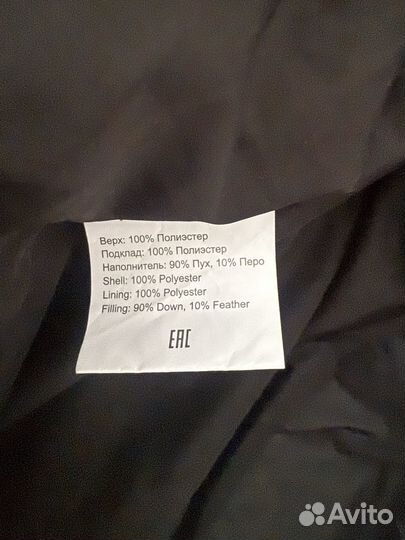 Верх: 100% Полиэстер
Подклад: 100% Полиэстер
Наполнитель: 90% Пух, 10% Перо
Shell: 100% Polyester
Lining: 100% Polyester
Filling: 90% Down, 10% Feather
EAC
Avito